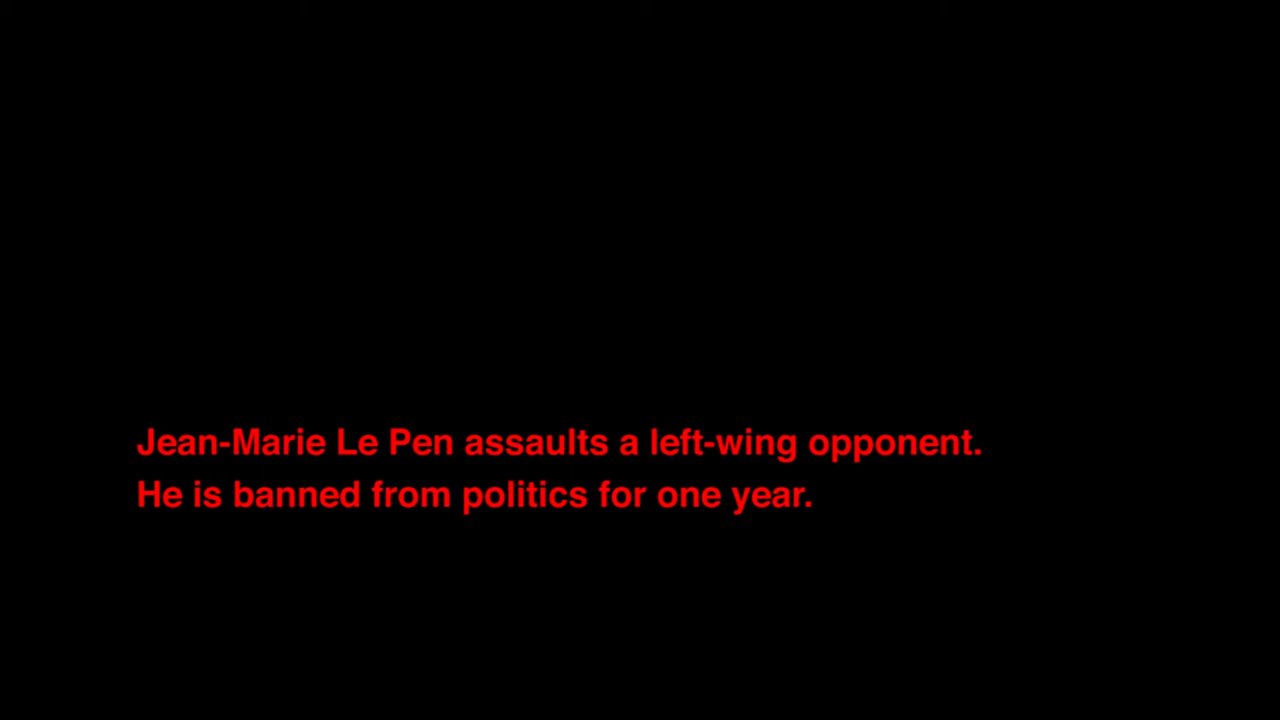 Jean-Marie Le Pen assaults a left-wing opponent.
He is banned from politics for one year.